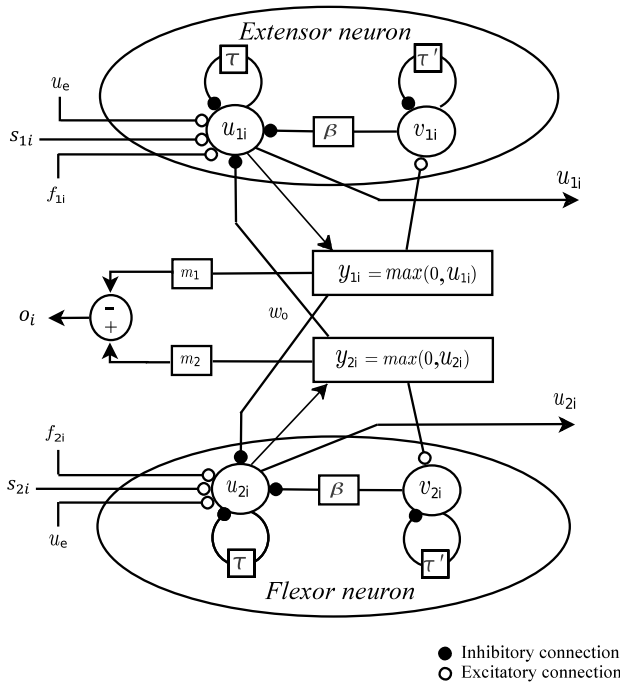 Extensor neuron
τ
τ'
u_e
s_1i
f_1i
u_1i
β
v_1i
u_1i
y_1i = max(0,u_1i)
m_1
-
+
o_i
w_o
m_2
y_2i = max(0,u_2i)
u_2i
f_2i
s_2i
u_e
u_2i
β
v_2i
τ
τ'
Flexor neuron
Inhibitory connection
Excitatory connection